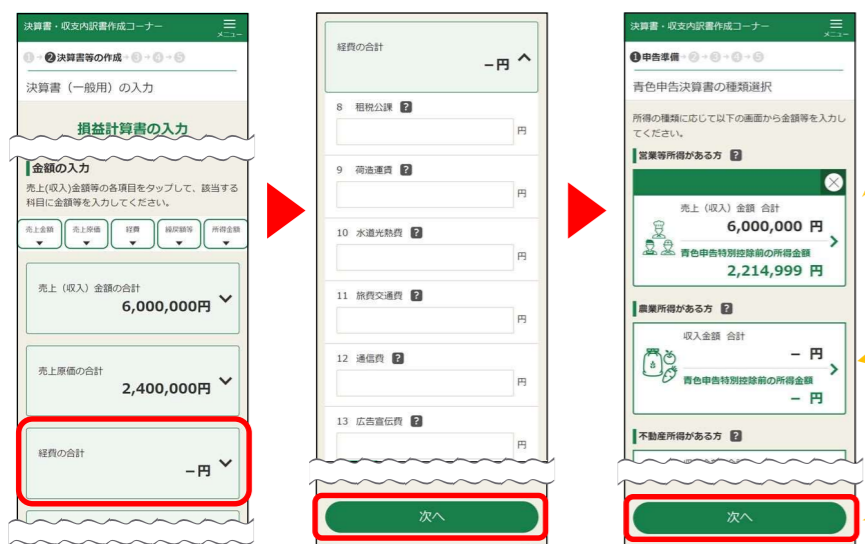 決算書・収支内訳書作成コーナー
メニュー
❶→❷決算書等の作成→③→④→⑤
決算書（一般用）の入力
損益計算書の入力
金額の入力
売上(収入)金額等の各項目をタップして、該当する
科目に金額等を入力してください。
売上金額 売上原価 経費 繰戻額等 所得金額
売上（収入）金額の合計
6,000,000円
売上原価の合計
2,400,000円
経費の合計
－円
経費の合計
－円
8 租税公課 ?
円
9 荷造運賃 ?
円
10 水道光熱費 ?
円
11 旅費交通費 ?
円
12 通信費 ?
円
13 広告宣伝費 ?
円
次へ
決算書・収支内訳書作成コーナー
メニュー
❶申告準備→②→③→④→⑤
青色申告決算書の種類選択
所得の種類に応じて以下の画面から金額等を入力し
てください。
営業等所得がある方 ?
売上（収入）金額 合計
6,000,000 円
青色申告特別控除前の所得金額
2,214,999 円
農業所得がある方 ?
収入金額 合計
－ 円
青色申告特別控除前の所得金額
－ 円
不動産所得がある方 ?
次へ